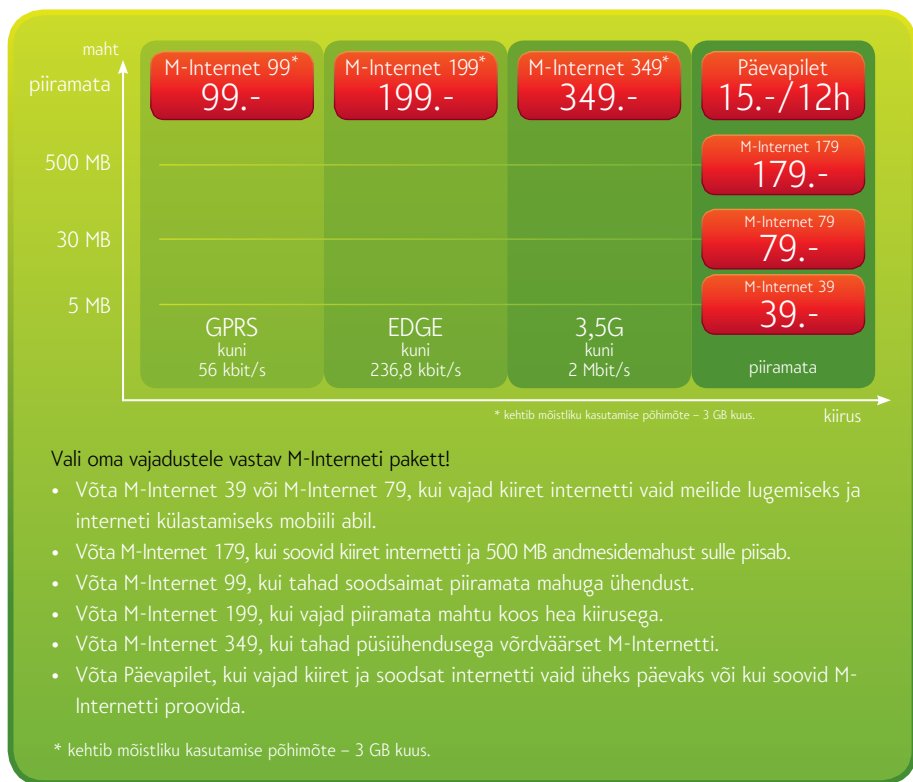 maht
piiramata
M-Internet 99*
99.-
M-Internet 199*
199.-
M-Internet 349*
349.-
Päevapilet
15.-/12h
500 MB
M-Internet 179
179.-
30 MB
M-Internet 79
79.-
5 MB
M-Internet 39
39.-
GPRS
kuni
56 kbit/s
EDGE
kuni
236,8 kbit/s
3,5G
kuni
2 Mbit/s
piiramata
* kehtib mõistliku kasutamise põhimõte – 3 GB kuus.
kiirus
Vali oma vajadustele vastav M-Interneti pakett!
• Võta M-Internet 39 või M-Internet 79, kui vajad kiiret internetti vaid meilide lugemiseks ja
interneti külastamiseks mobiili abil.
• Võta M-Internet 179, kui soovid kiiret internetti ja 500 MB andmesidemahust sulle piisab.
• Võta M-Internet 99, kui tahad soodsaimat piiramata mahuga ühendust.
• Võta M-Internet 199, kui vajad piiramata mahtu koos hea kiirusega.
• Võta M-Internet 349, kui tahad püsiühendusega võrdväärset M-Internetti.
• Võta Päevapilet, kui vajad kiiret ja soodsat internetti vaid üheks päevaks või kui soovid M-
Internetti proovida.
* kehtib mõistliku kasutamise põhimõte – 3 GB kuus.